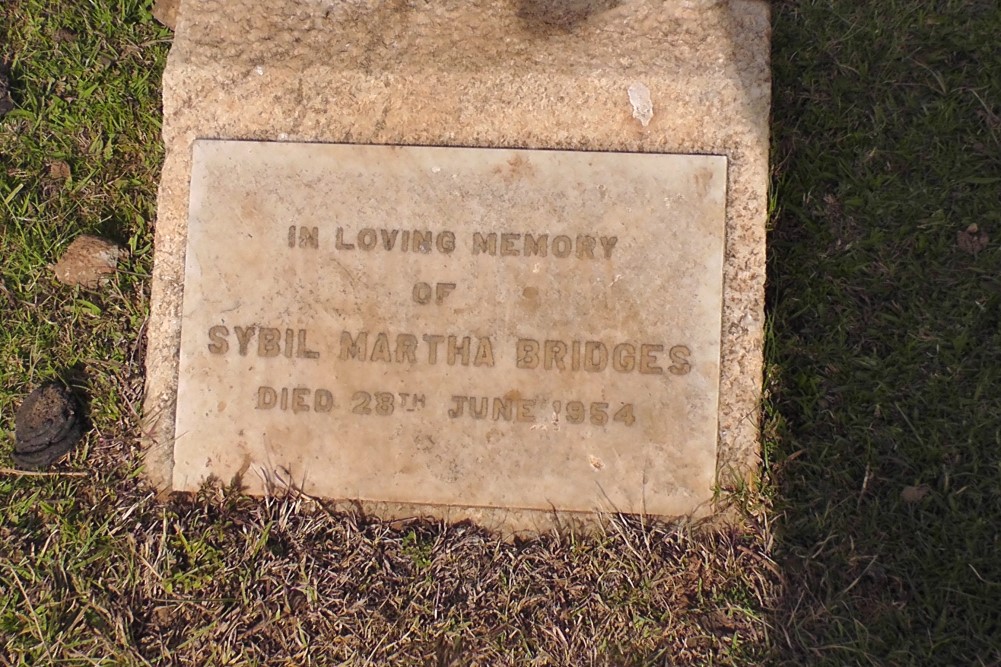 IN LOVING MEMORY
OF
SYBIL MARTHA BRIDGES
DIED 28TH JUNE 1954